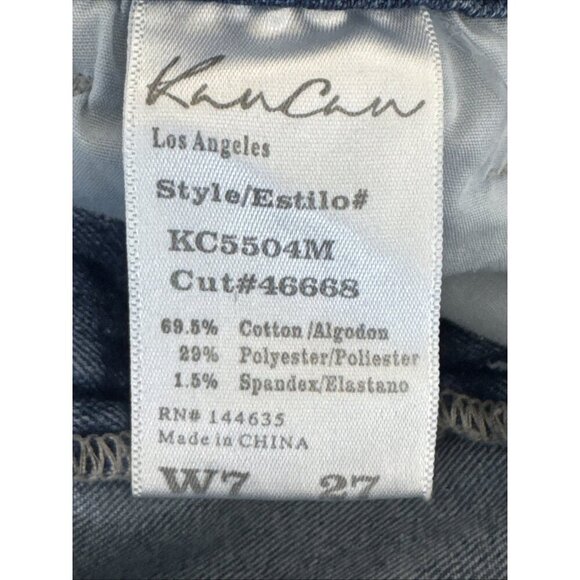 KanCan
Los Angeles
Style/Estilo#
KC5504M
Cut#46668
69.5% Cotton/Algodon
29% Polyester/Poliester
1.5% Spandex/Elastano
RN# 144635
Made in CHINA
W7 27